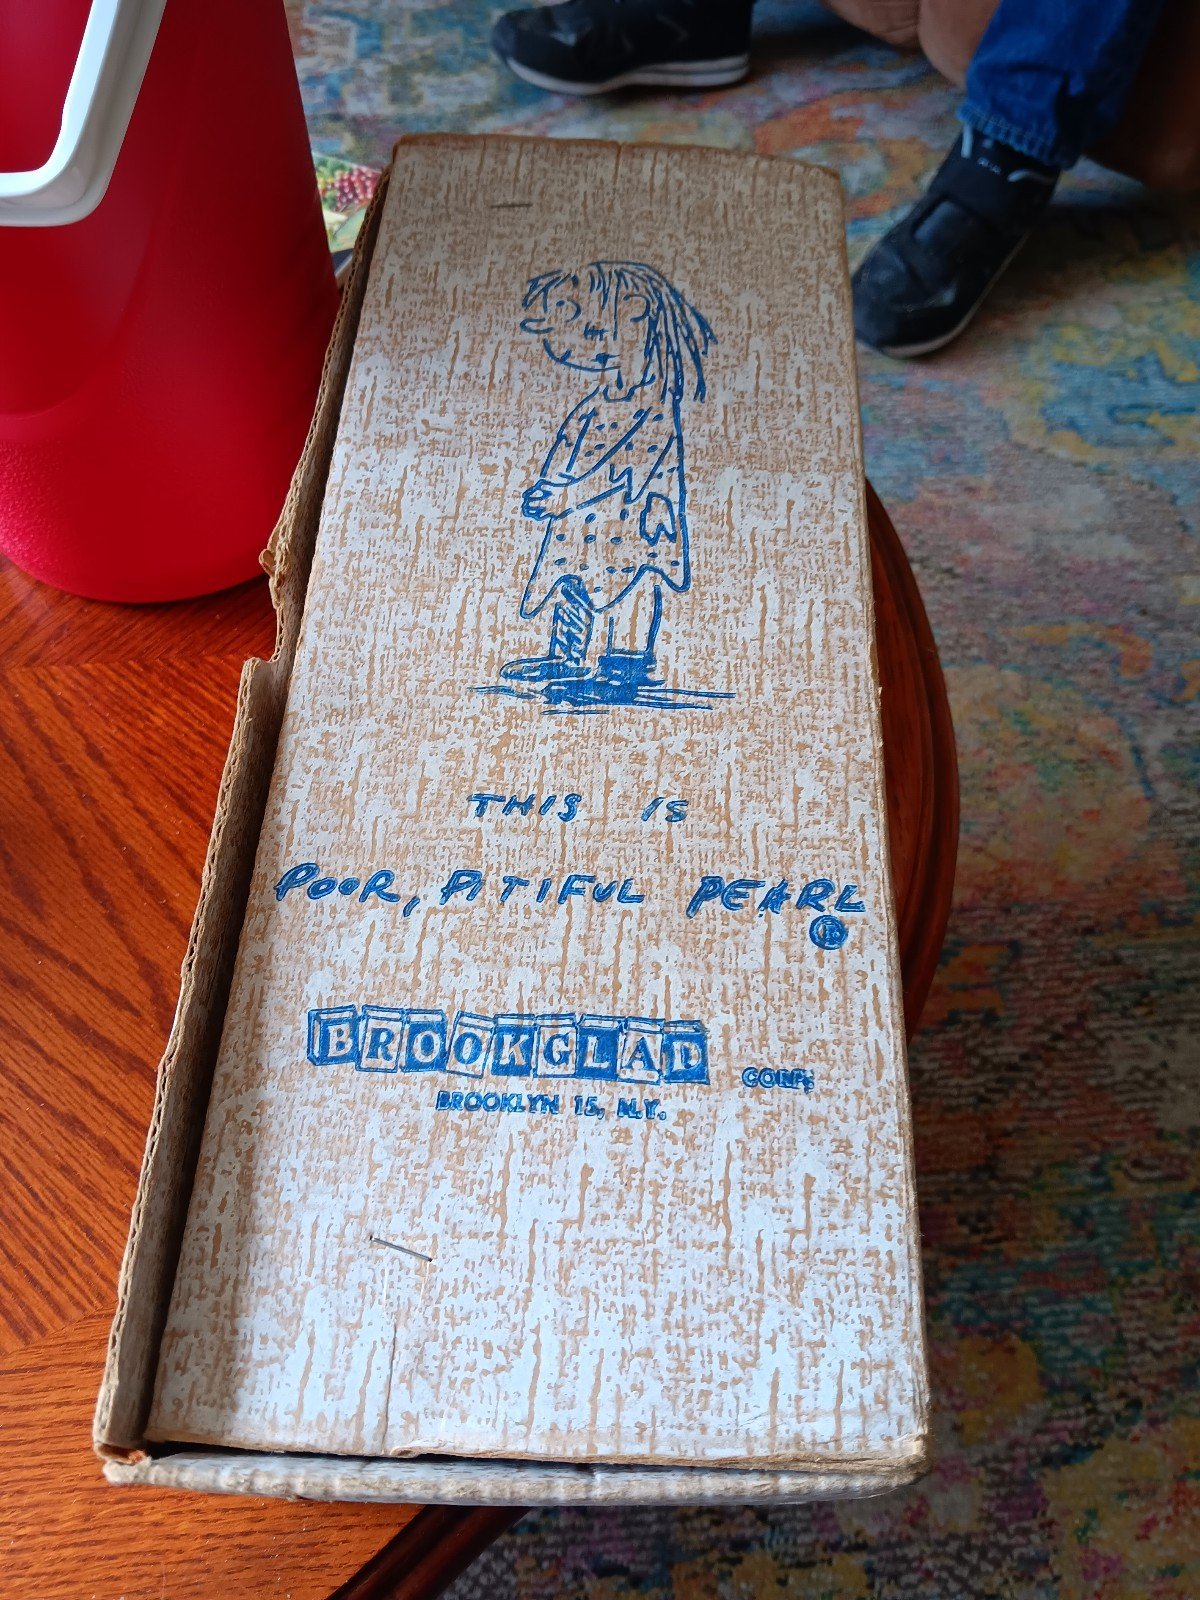 THIS IS
POOR, PITIFUL PEARL
®
BROOKGLAD CORP.
BROOKLYN 15, N.Y.